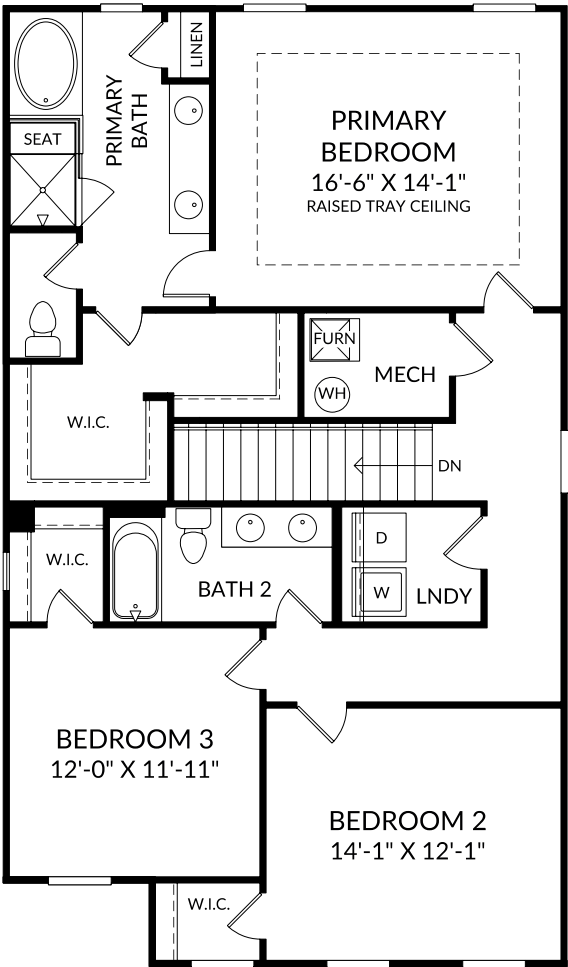 LINEN
PRIMARY
BATH
SEAT
PRIMARY
BEDROOM
16'-6" X 14'-1"
RAISED TRAY CEILING
FURN
MECH
WH
W.I.C.
DN
W.I.C.
BATH 2
D
W
LNDY
BEDROOM 3
12'-0" X 11'-11"
BEDROOM 2
14'-1" X 12'-1"
W.I.C.